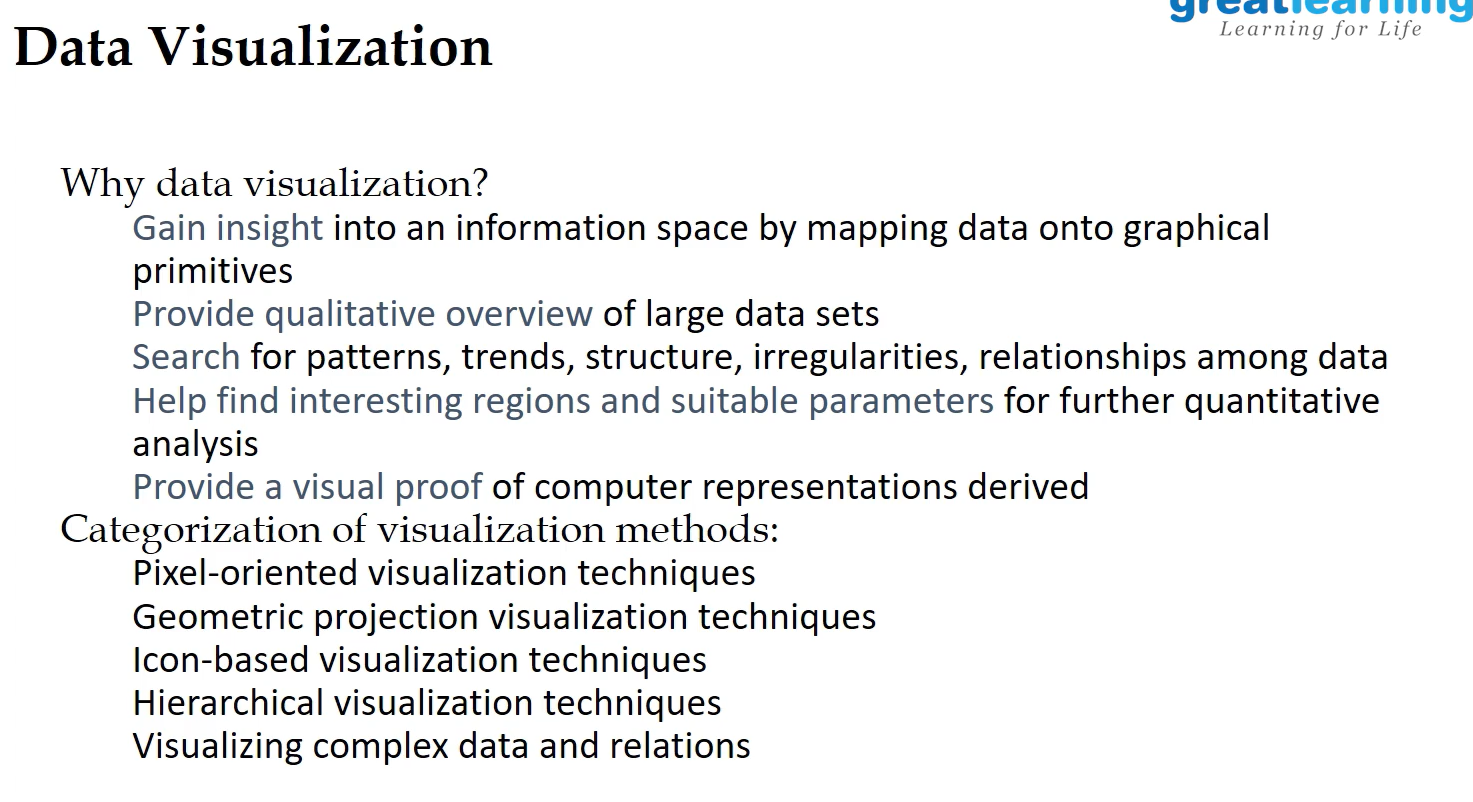 greatlearning
Learning for Life
Data Visualization
Why data visualization?
Gain insight into an information space by mapping data onto graphical
primitives
Provide qualitative overview of large data sets
Search for patterns, trends, structure, irregularities, relationships among data
Help find interesting regions and suitable parameters for further quantitative
analysis
Provide a visual proof of computer representations derived
Categorization of visualization methods:
Pixel-oriented visualization techniques
Geometric projection visualization techniques
Icon-based visualization techniques
Hierarchical visualization techniques
Visualizing complex data and relations